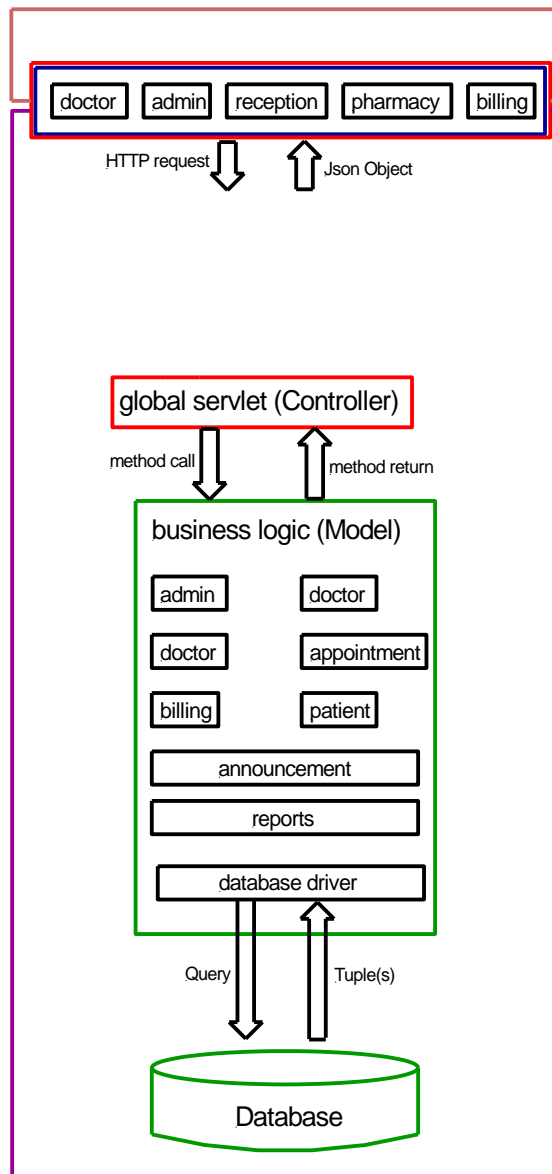 doctor admin reception pharmacy billing
HTTP request Json Object
global servlet (Controller)
method call method return
business logic (Model)
admin doctor
doctor appointment
billing patient
announcement
reports
database driver
Query Tuple(s)
Database